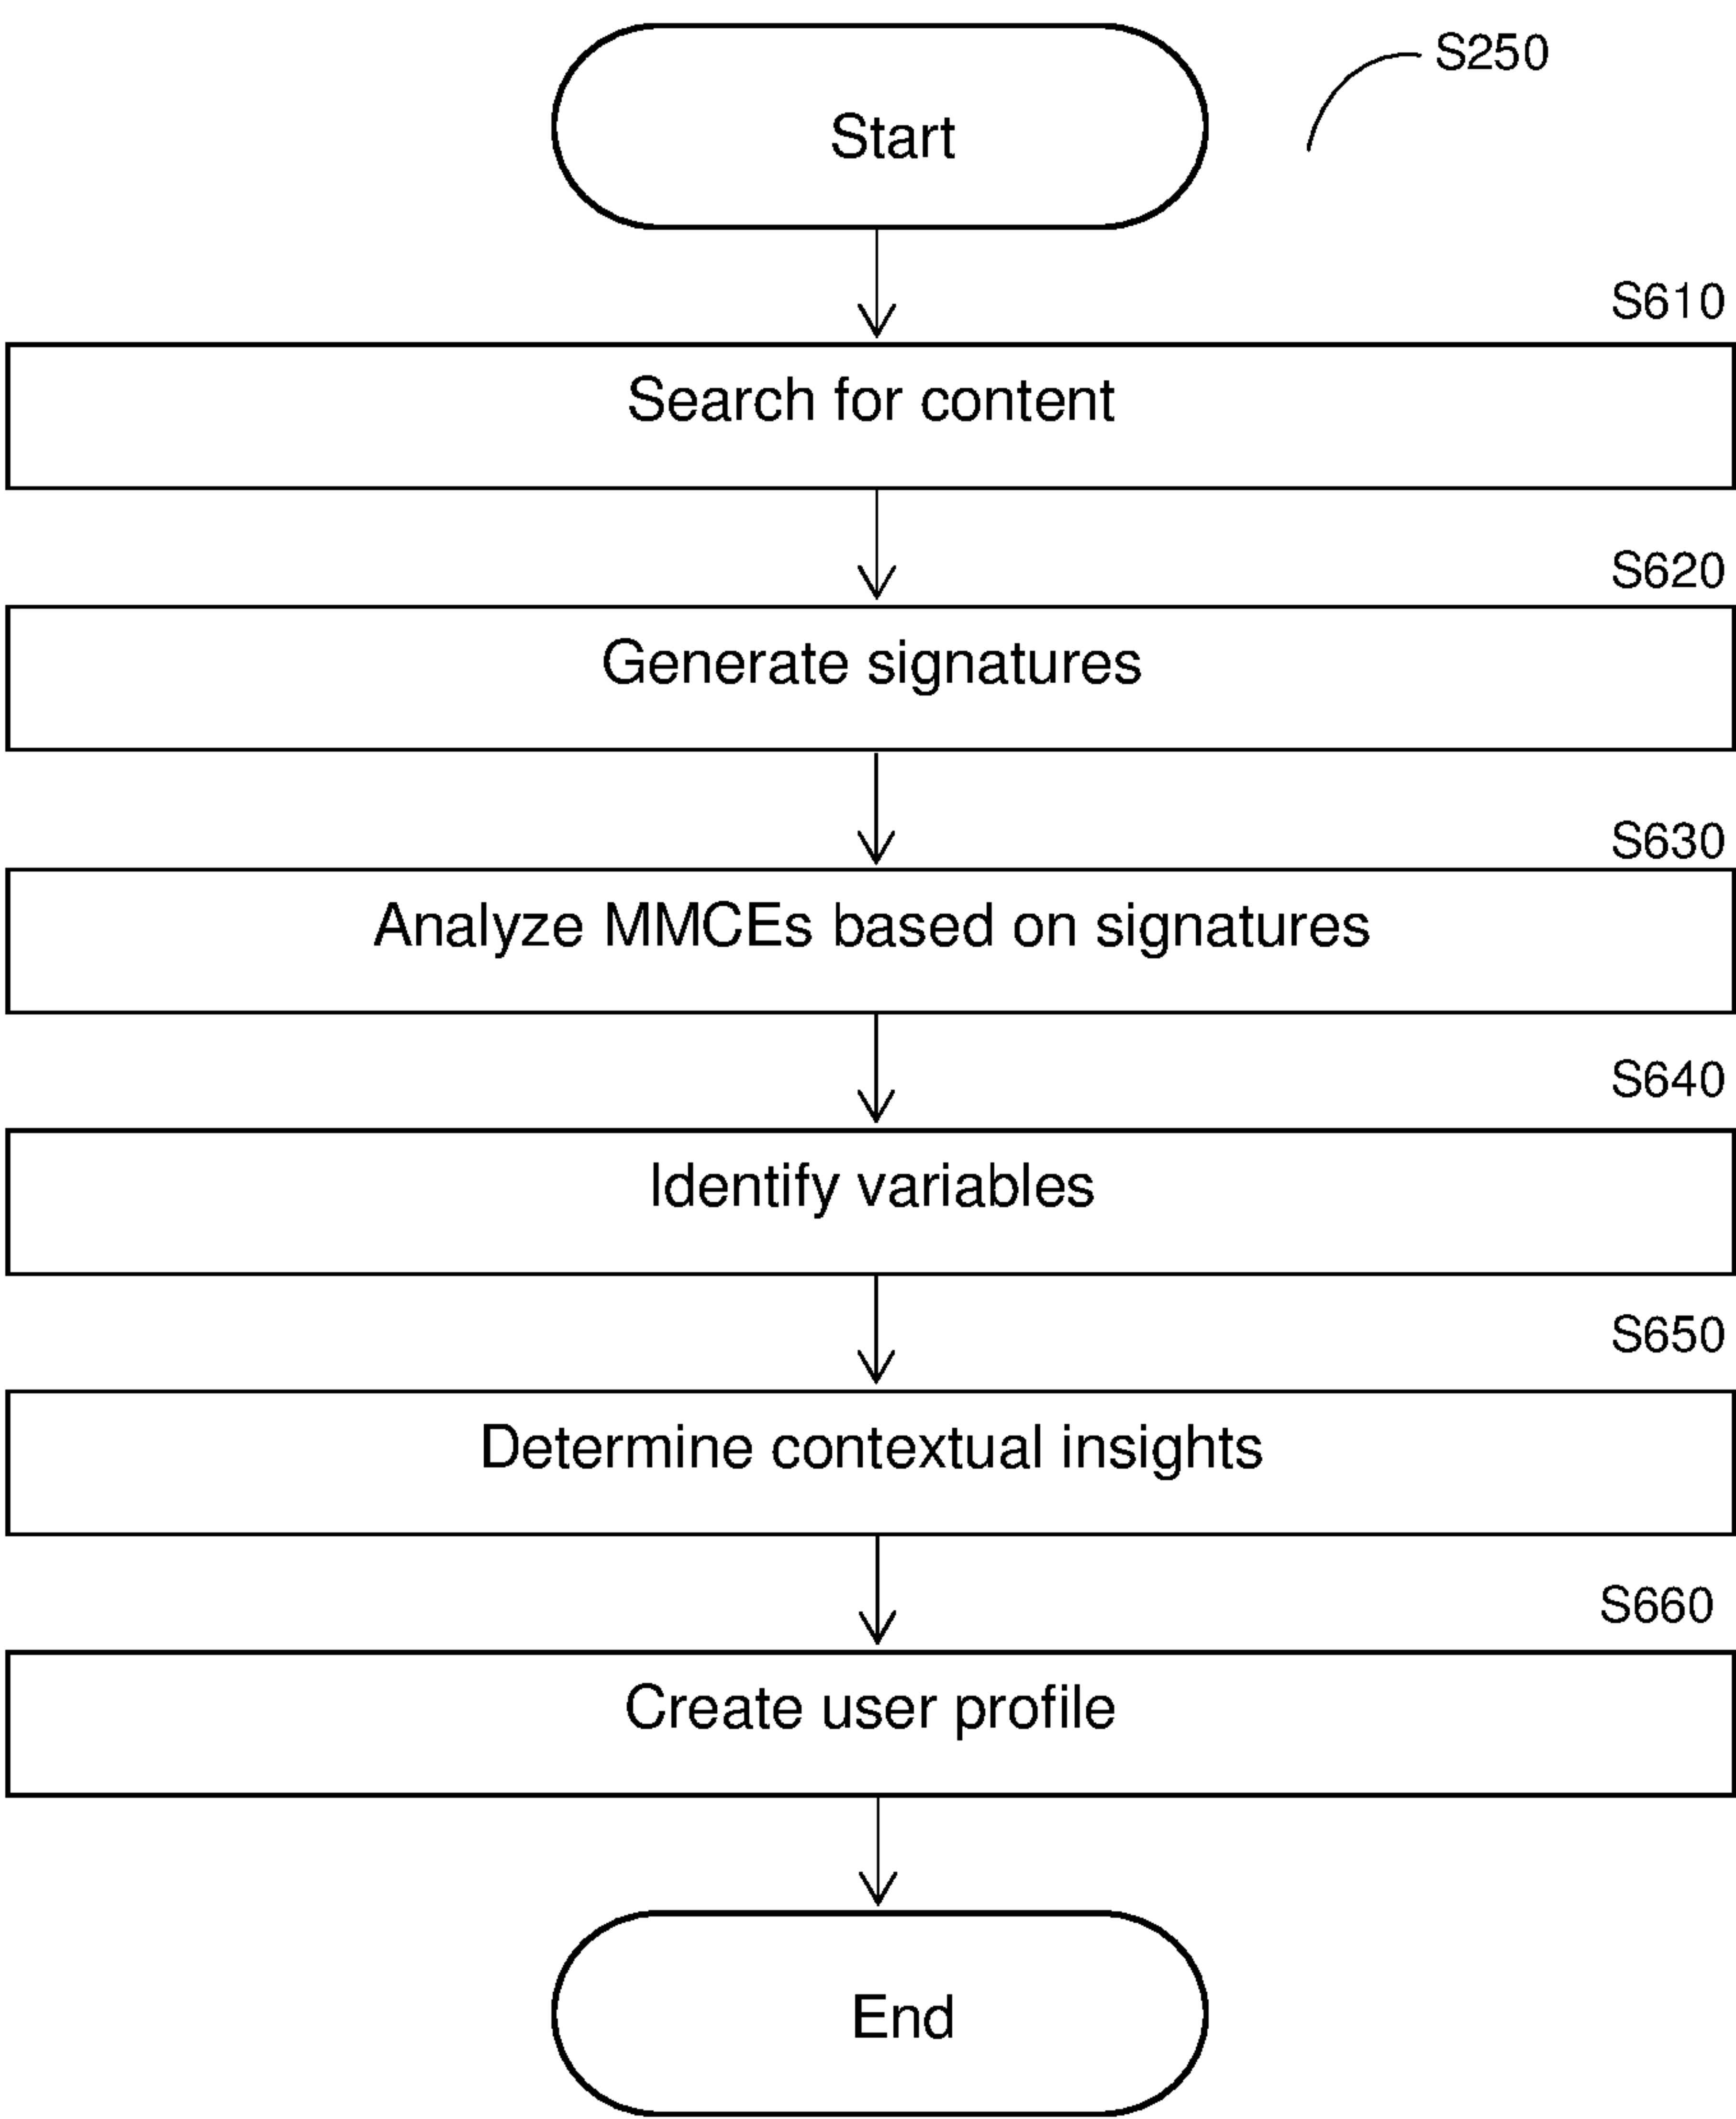 S250
Start
S610
Search for content
S620
Generate signatures
S630
Analyze MMCEs based on signatures
S640
Identify variables
S650
Determine contextual insights
S660
Create user profile
End